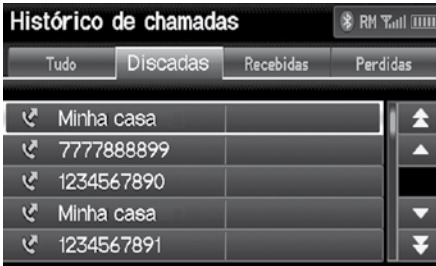 Histórico de chamadas RM
Tudo Discadas Recebidas Perdidas
Minha casa
7777888899
1234567890
Minha casa
1234567891